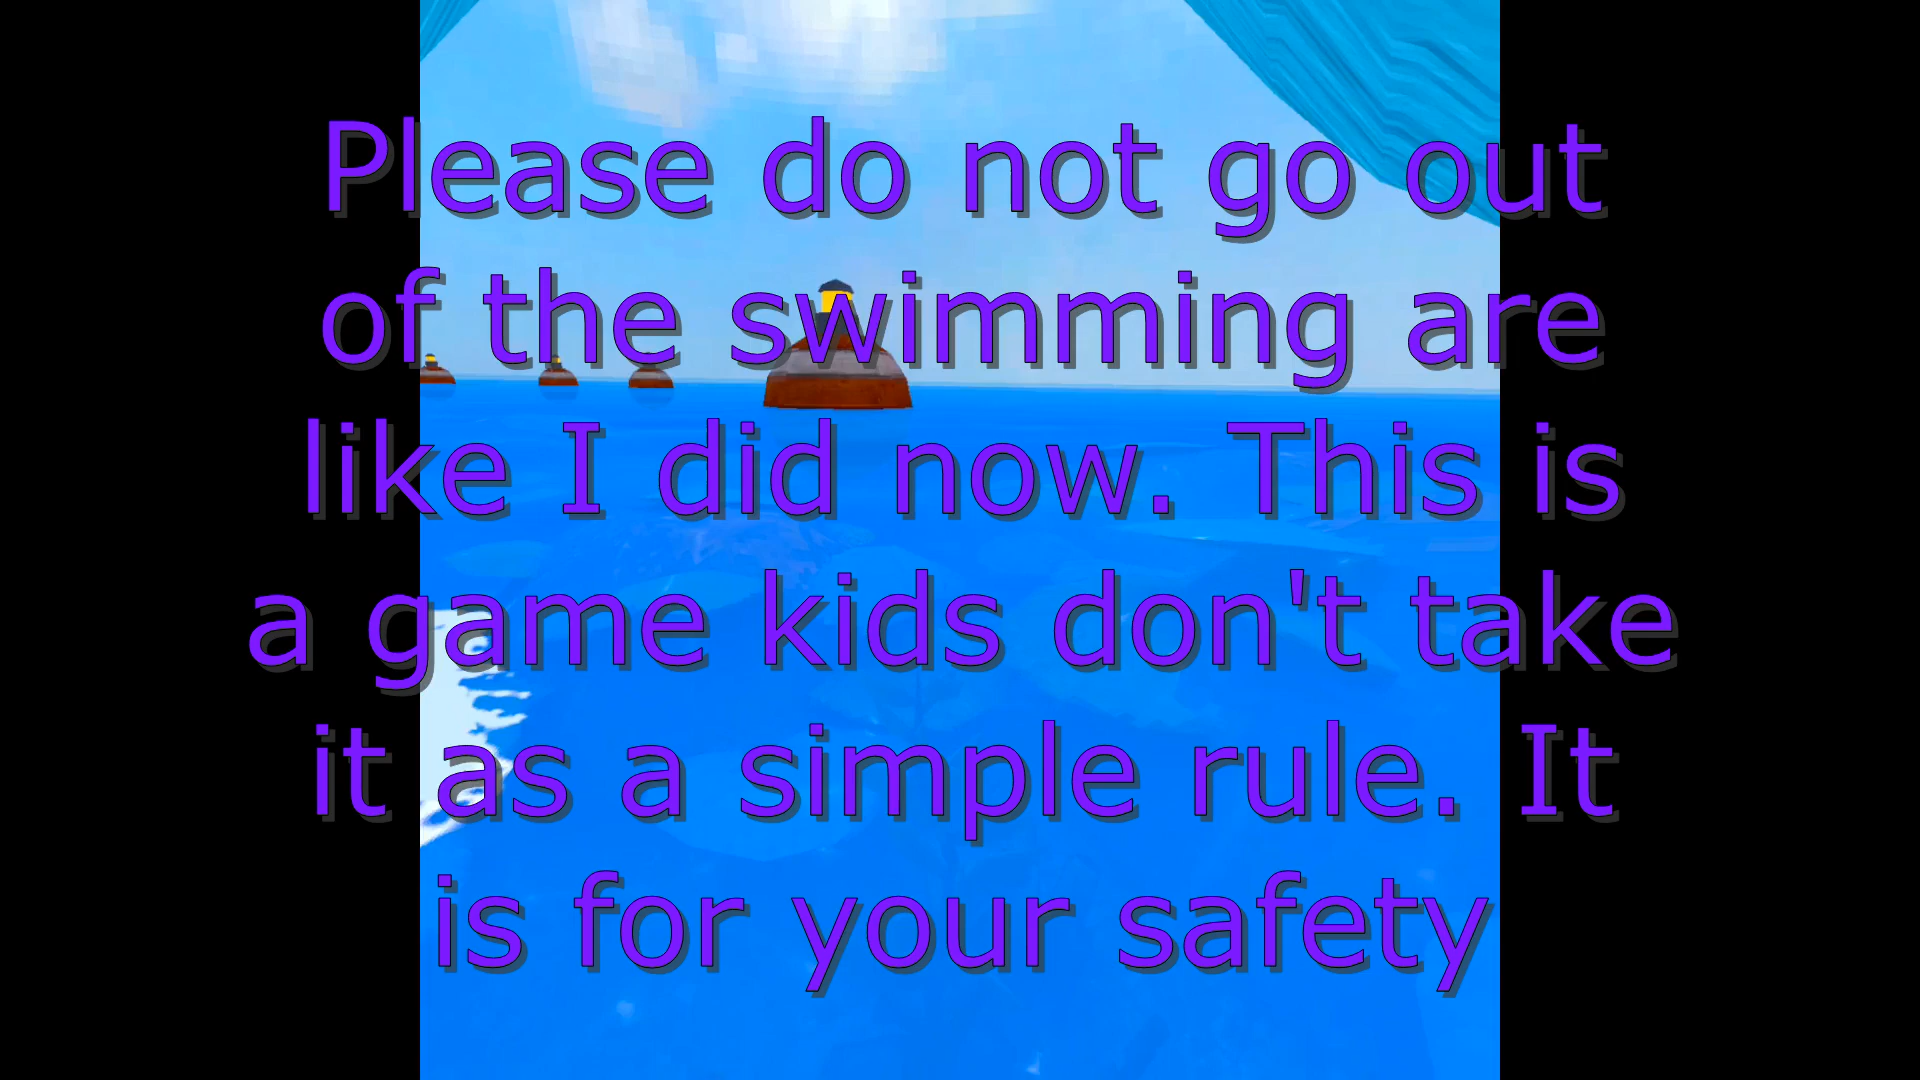 Please do not go out
of the swimming are
like I did now. This is
a game kids don't take
it as a simple rule. It
is for your safety